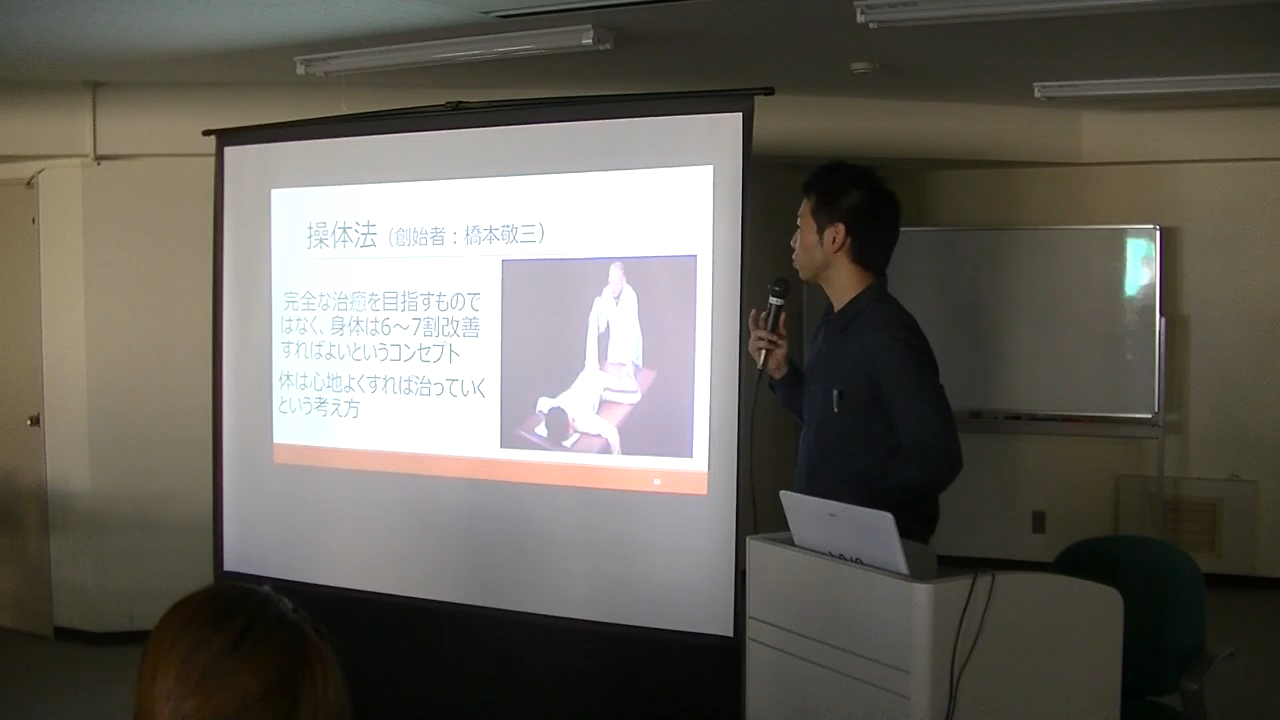 操体法（創始者：橋本敬三）
完全な治癒を目指すもので
はなく、身体は6～7割改善
すればよいというコンセプト
体は心地よくすれば治っていく
という考え方
VAIO